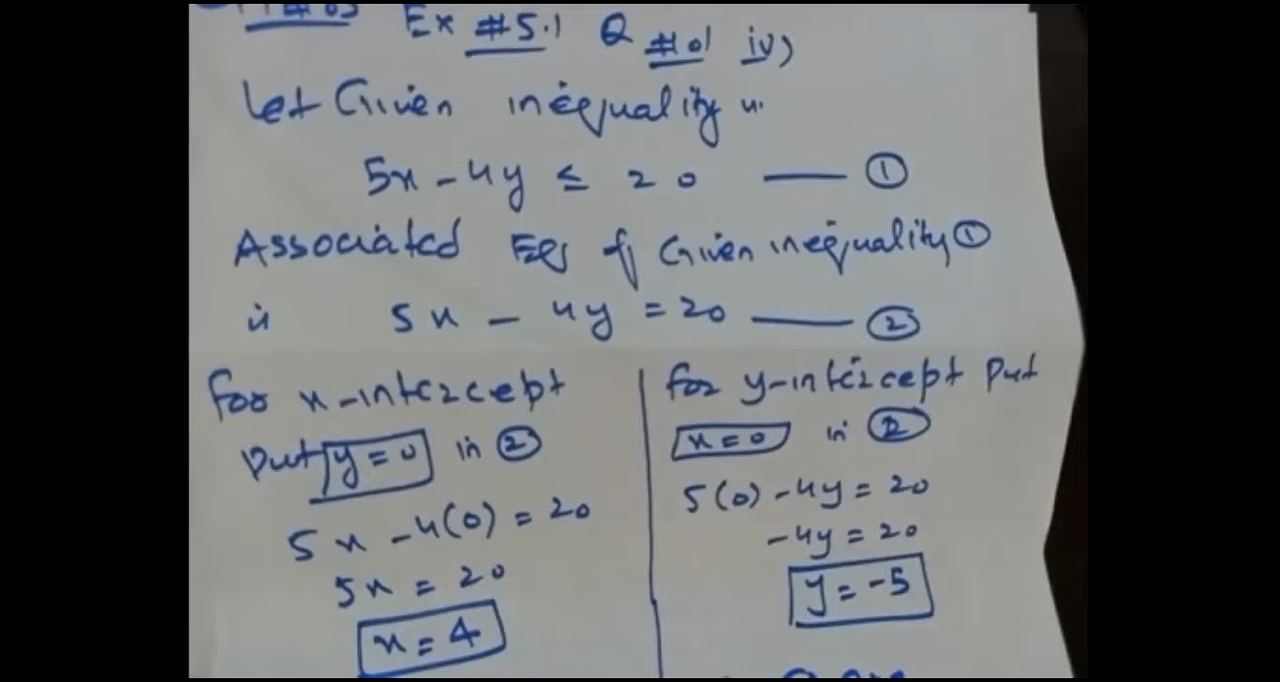 Ex #5.1 Q #01 iv)
Let Given inequality is
5x - 4y ≤ 20 —— ①
Associated Eqs of Given inequality ①
is 5x - 4y = 20 —— ②
For x-intercept
put y = 0 in ②
5x - 4(0) = 20
5x = 20
x = 4
For y-intercept put
x = 0 in ②
5(0) - 4y = 20
-4y = 20
y = -5